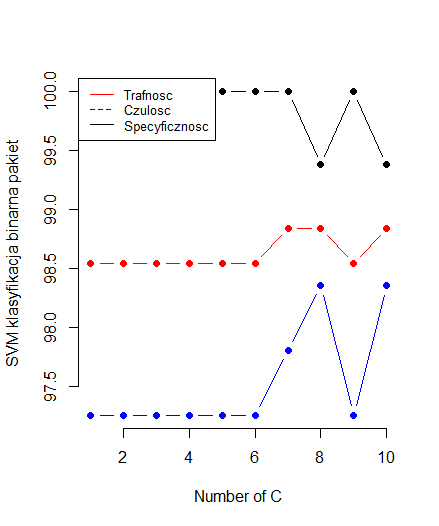 SVM klasyfikacja binarna pakiet
100.0
99.5
99.0
98.5
98.0
97.5
Trafnosc
Czulosc
Specyficznosc
2 4 6 8 10
Number of C